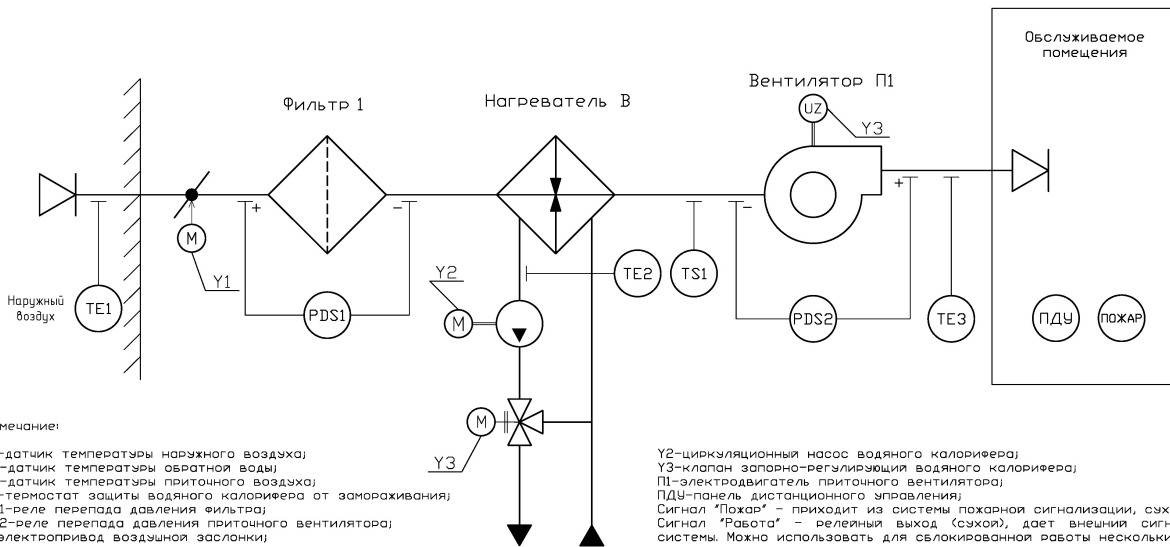 Обслуживаемое
помещения
Вентилятор П1
Фильтр 1
Нагреватель В
UZ
Y3
+
-
+
-
M
Y1
Y2
TE2
TS1
Наружный
воздух
TE1
PDS1
M
PDS2
TE3
ПДУ
ПОЖАР
M
Y3
мечание:
-датчик температуры наружного воздуха;
-датчик температуры обратной воды;
-датчик температуры приточного воздуха;
-термостат защиты водяного калорифера от замораживания;
1-реле перепада давления фильтра;
2-реле перепада давления приточного вентилятора;
электропривод воздушной заслонки;
Y2-циркуляционный насос водяного калорифера;
Y3-клапан запорно-регулирующий водяного калорифера;
П1-электродвигатель приточного вентилятора;
ПДУ-панель дистанционного управления;
Сигнал "Пожар" - приходит из системы пожарной сигнализации, сух
Сигнал "Работа" - релейный выход (сухой), дает внешний сигн
системы. Можно использовать для сблокированной работы нескольки